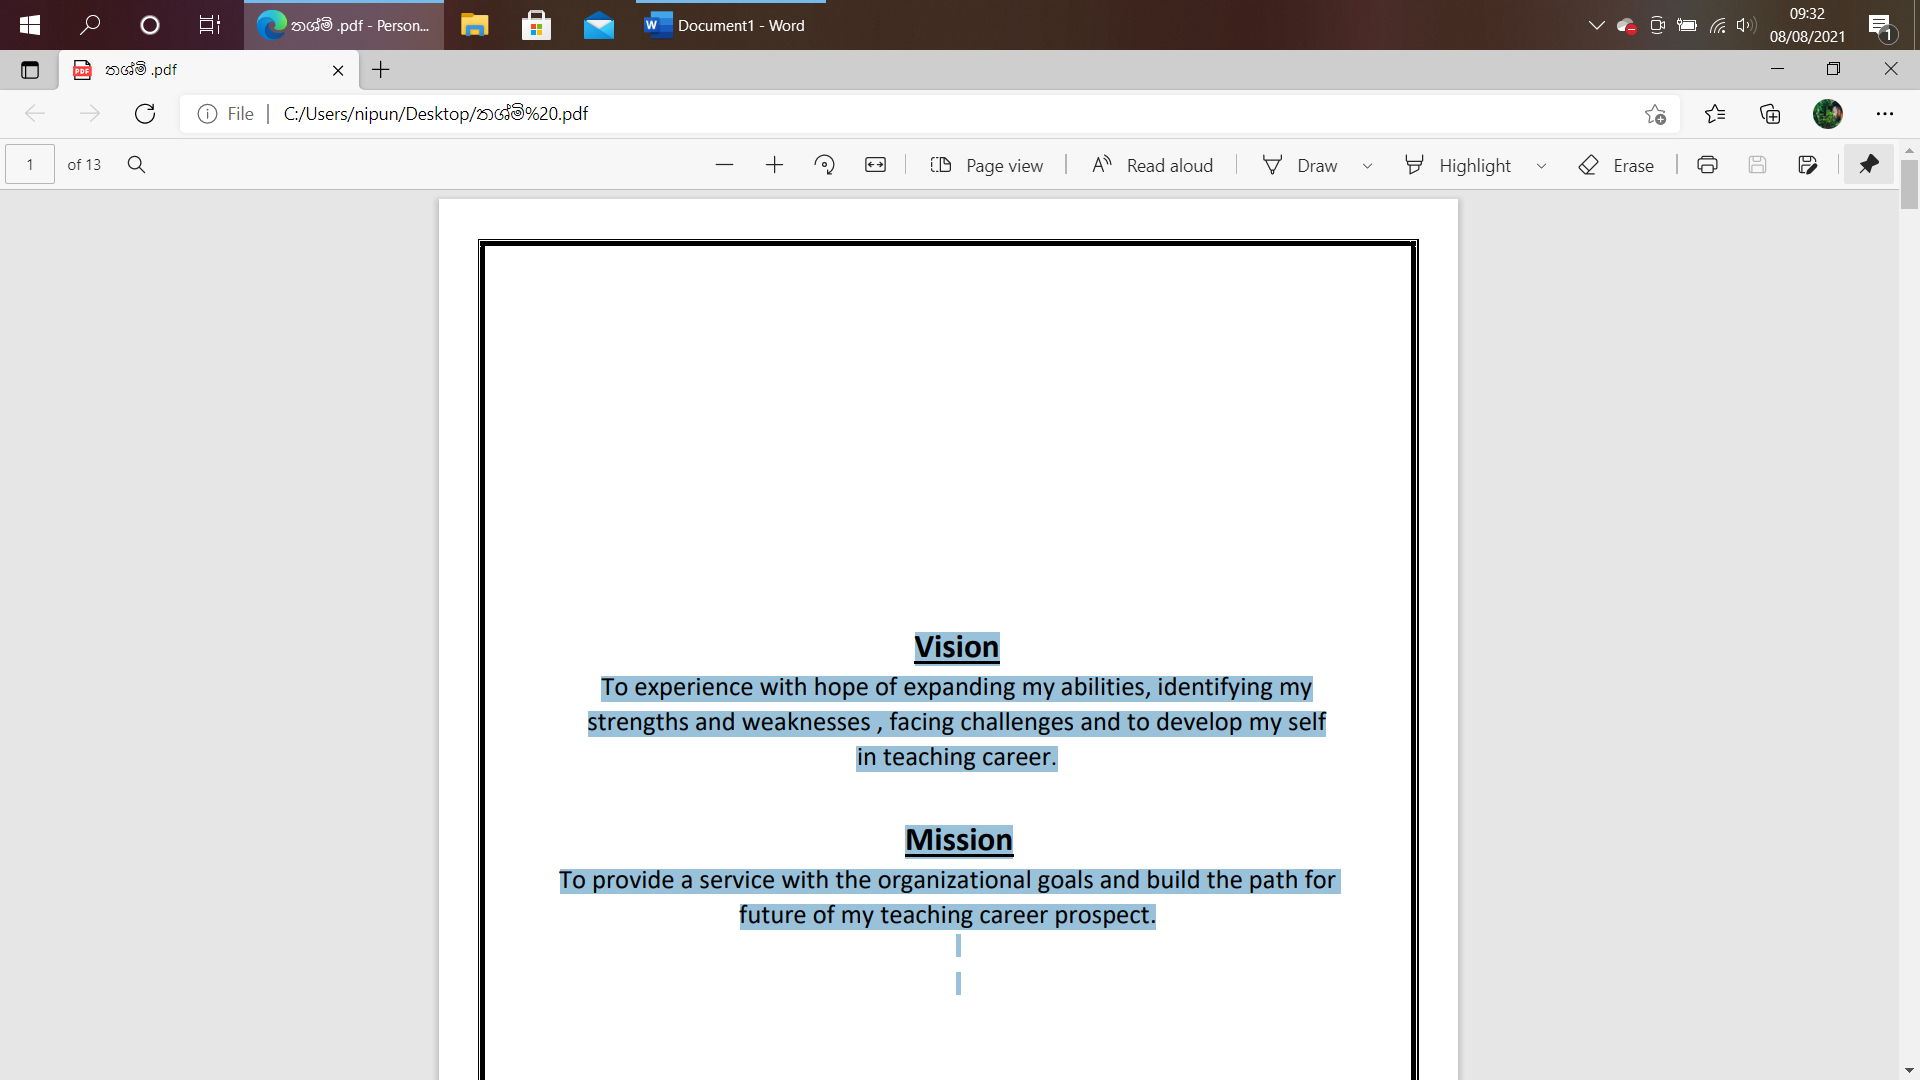 තශ්මි .pdf - Person...
Document1 - Word
09:32
08/08/2021
1
තශ්මි .pdf
File
C:/Users/nipun/Desktop/තශ්මි%20.pdf
1 of 13
Page view
Read aloud
Draw
Highlight
Erase
Vision
To experience with hope of expanding my abilities, identifying my
strengths and weaknesses , facing challenges and to develop my self
in teaching career.
Mission
To provide a service with the organizational goals and build the path for
future of my teaching career prospect.